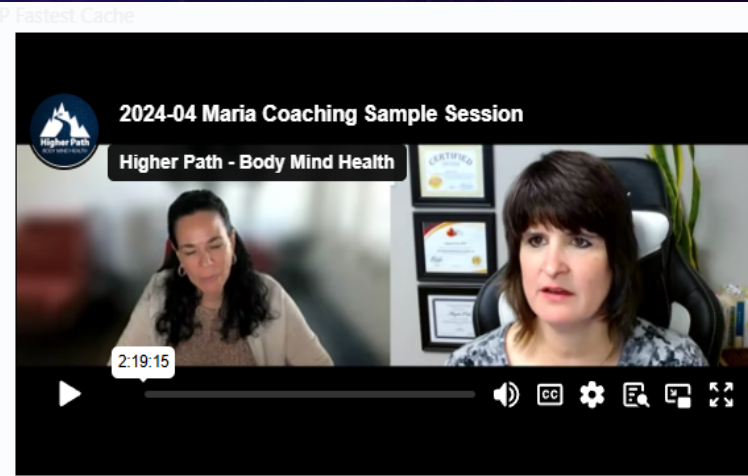 P Fastest Cache
2024-04 Maria Coaching Sample Session
Higher Path
BODY MIND HEALTH
Higher Path - Body Mind Health
CERTIFIED
2:19:15
CC